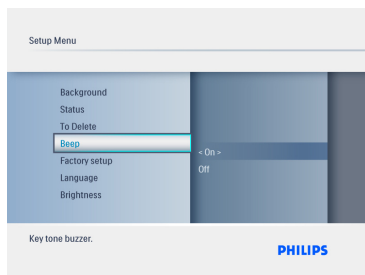 Setup Menu
Background
Status
To Delete
Beep
Factory setup
Language
Brightness
< On >
Off
Key tone buzzer.
PHILIPS